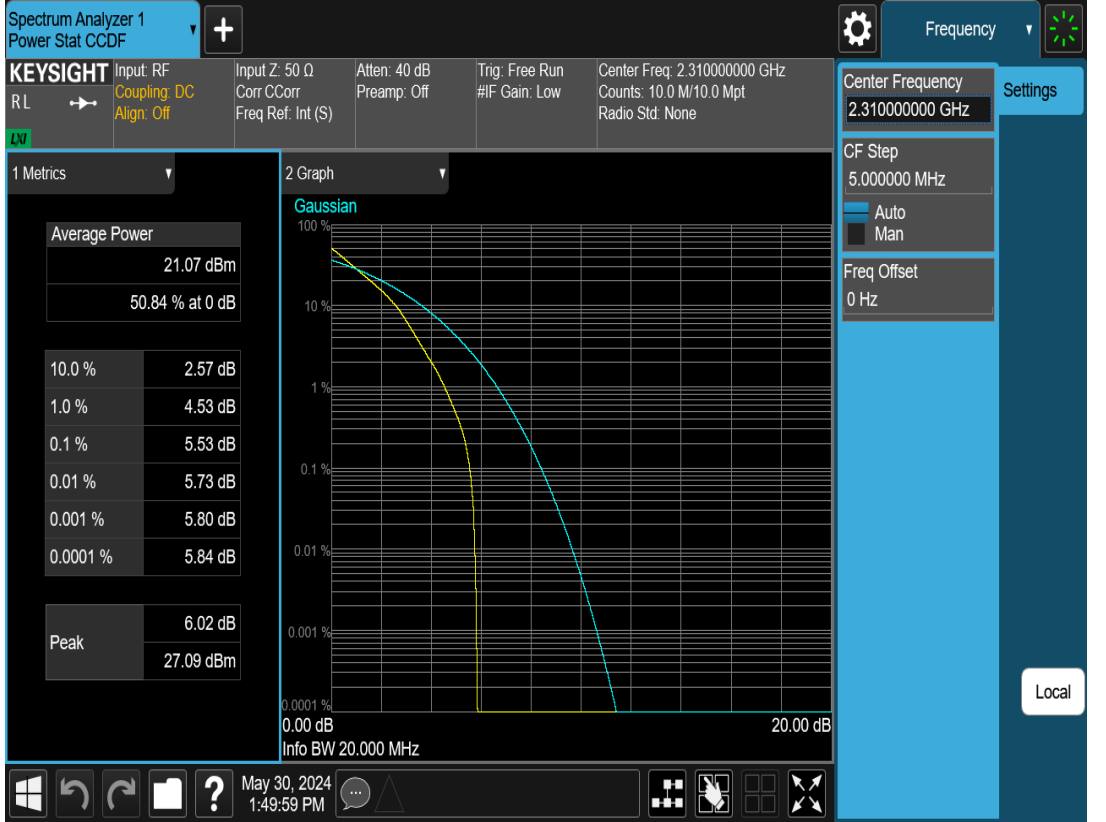 Spectrum Analyzer 1
Power Stat CCDF
Frequency
KEYSIGHT
RL
LXI
Input: RF
Coupling: DC
Align: Off
Input Z: 50 Ω
Corr CCorr
Freq Ref: Int (S)
Atten: 40 dB
Preamp: Off
Trig: Free Run
#IF Gain: Low
Center Freq: 2.310000000 GHz
Counts: 10.0 M/10.0 Mpt
Radio Std: None
Center Frequency
2.310000000 GHz
Settings
CF Step
5.000000 MHz
Auto
Man
Freq Offset
0 Hz
1 Metrics
Average Power
21.07 dBm
50.84 % at 0 dB
10.0 % 2.57 dB
1.0 % 4.53 dB
0.1 % 5.53 dB
0.01 % 5.73 dB
0.001 % 5.80 dB
0.0001 % 5.84 dB
Peak
6.02 dB
27.09 dBm
2 Graph
Gaussian
100 %
10 %
1 %
0.1 %
0.01 %
0.001 %
0.0001 %
0.00 dB 20.00 dB
Info BW 20.000 MHz
Local
?
May 30, 2024
1:49:59 PM